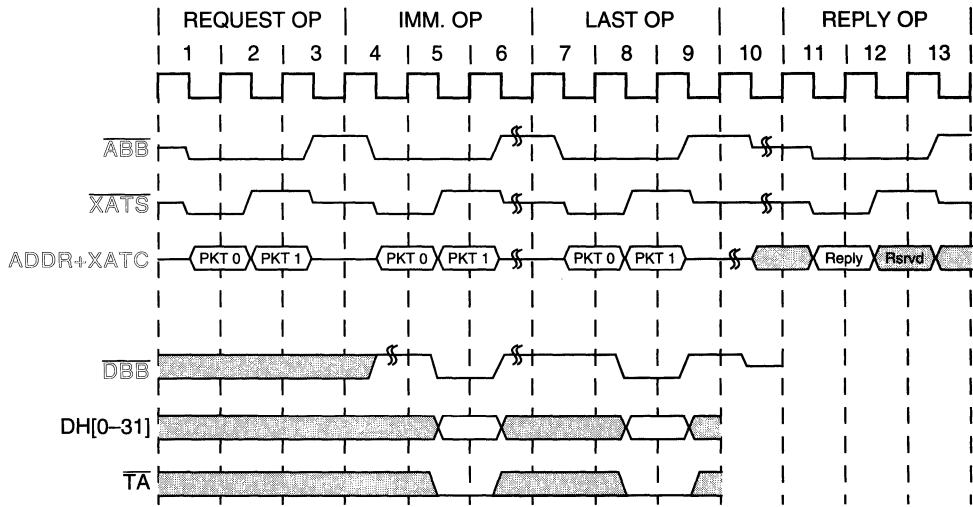 REQUEST OP IMM. OP LAST OP REPLY OP
1 2 3 4 5 6 7 8 9 10 11 12 13
ABB
XATS
ADDR+XATC PKT 0 PKT 1 PKT 0 PKT 1 PKT 0 PKT 1 Reply Rsrvd
DBB
DH[0–31]
TA